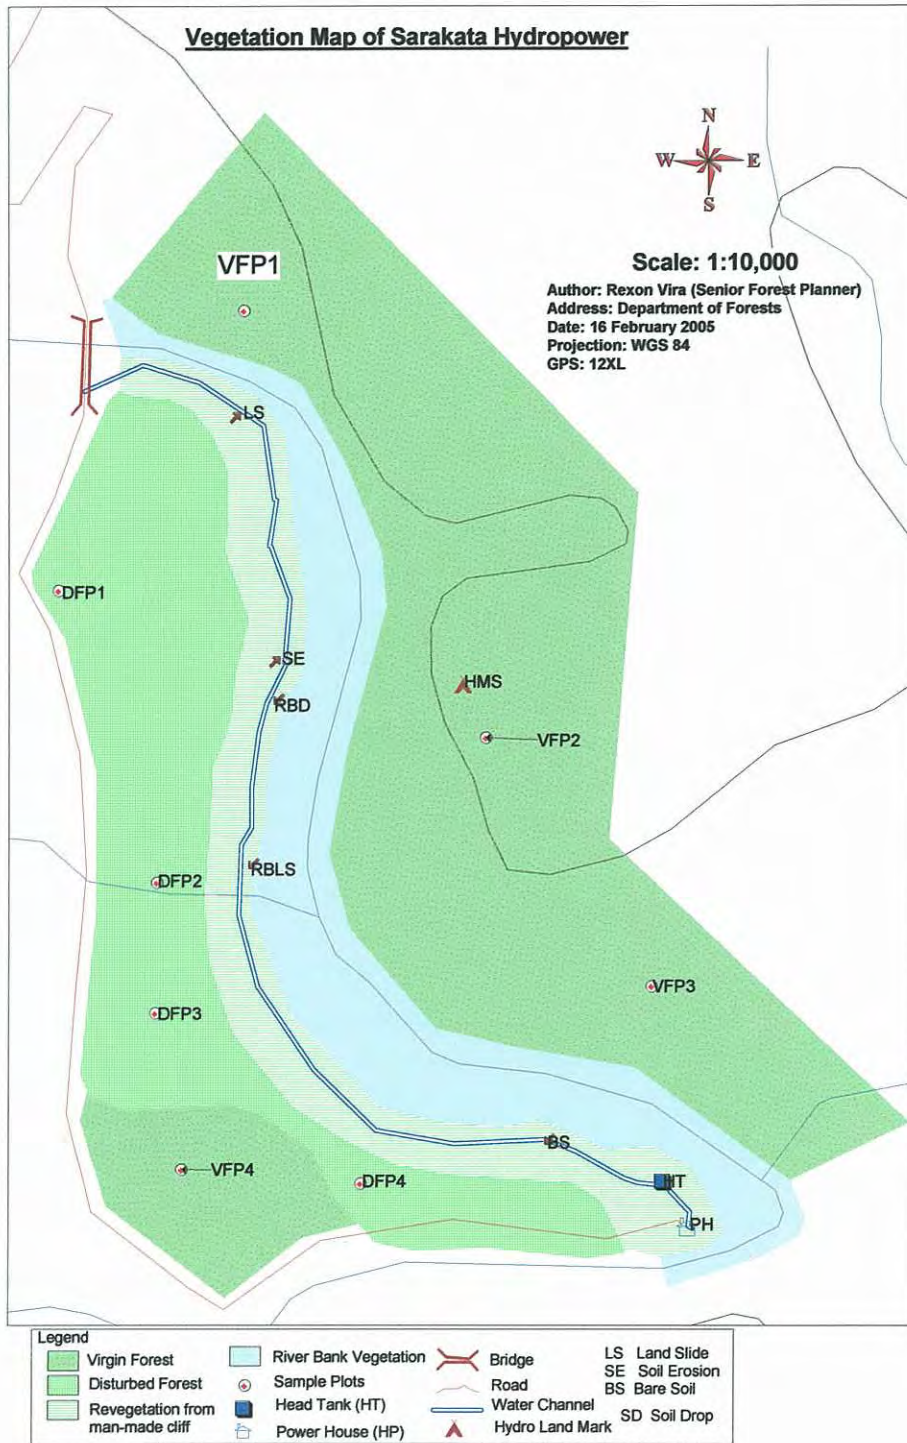 Vegetation Map of Sarakata Hydropower
N
W E
S
VFP1
Scale: 1:10,000
Author: Rexon Vira (Senior Forest Planner)
Address: Department of Forests
Date: 16 February 2005
Projection: WGS 84
GPS: 12XL
LS
DFP1
SE
HMS
RBD
VFP2
RBLS
DFP2
VFP3
DFP3
BS
VFP4
DFP4
HT
PH
Legend
Virgin Forest
Disturbed Forest
Revegetation from
man-made cliff
River Bank Vegetation
Sample Plots
Head Tank (HT)
Power House (HP)
Bridge
Road
Water Channel
Hydro Land Mark
LS Land Slide
SE Soil Erosion
BS Bare Soil
SD Soil Drop